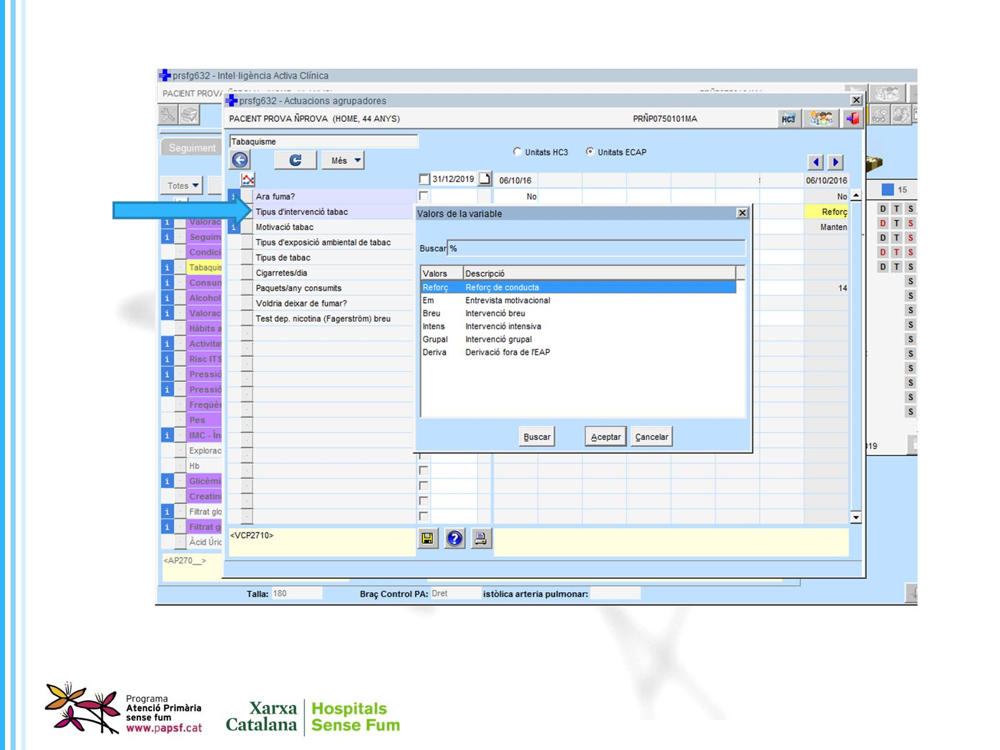 prsfg632 - Intel·ligència Activa Clínica
PACIENT PROVA
prsfg632 - Actuacions agrupadores
PACIENT PROVA ÑPROVA (HOME, 44 ANYS)
PRÑP0750101MA
HC3
Tabaquisme
Unitats HC3
Unitats ECAP
Seguiment
Més
Totes
31/12/2019
06/10/16
06/10/2016
15
Ara fuma?
No
No
Tipus d'intervenció tabac
Reforç
Motivació tabac
Manten
Tipus d'exposició ambiental de tabac
Tipus de tabac
Cigarretes/dia
Paquets/any consumits
14
Voldria deixar de fumar?
Test dep. nicotina (Fagerström) breu
Valors de la variable
Buscar %
Valors Descripció
Reforç Reforç de conducta
Em Entrevista motivacional
Breu Intervenció breu
Intens Intervenció intensiva
Grupal Intervenció grupal
Deriva Derivació fora de l'EAP
Buscar Aceptar Cancelar
Valorac
Seguim
Condici
Tabaquis
Consun
Alcohol
Valorac
Hàbits a
Activitat
Risc ITS
Pressió
Pressió
Freqüèn
Pes
IMC - Ín
Explorac
Hb
Glicèmi
Creatini
Filtrat glo
Filtrat g
Àcid Úric
D T S
D T S
D T S
D T S
D T S
S
S
S
S
S
S
S
S
S
S
019
<VCP2710>
<AP270__>
Talla: 180
Braç Control PA: Dret
istòlica arteria pulmonar:
Programa
Atenció Primària
sense fum
www.papsf.cat
Xarxa
Catalana
Hospitals
Sense Fum